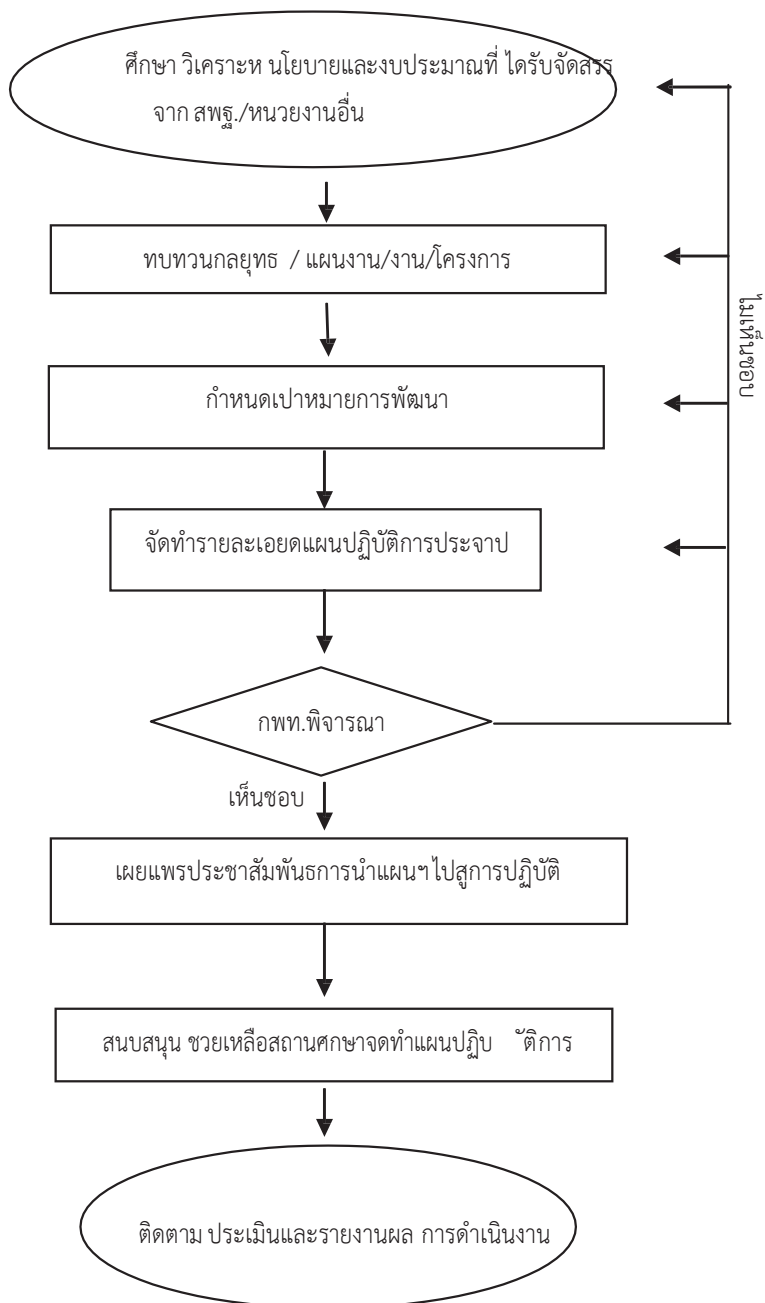 ศึกษา วิเคราะห นโยบายและงบประมาณที่ ไดรับจัดสรร
จาก สพฐ./หนวยงานอื่น
ทบทวนกลยุทธ / แผนงาน/งาน/โครงการ
ไมเห็นชอบ
กําหนดเปาหมายการพัฒนา
จัดทํารายละเอยดแผนปฏิบัติการประจาป
กพท.พิจารณา
เห็นชอบ
เผยแพรประชาสัมพันธการนําแผนฯไปสูการปฏิบัติ
สนบสนุน ชวยเหลือสถานศกษาจดทําแผนปฏิบ ัติการ
ติดตาม ประเมินและรายงานผล การดําเนินงาน